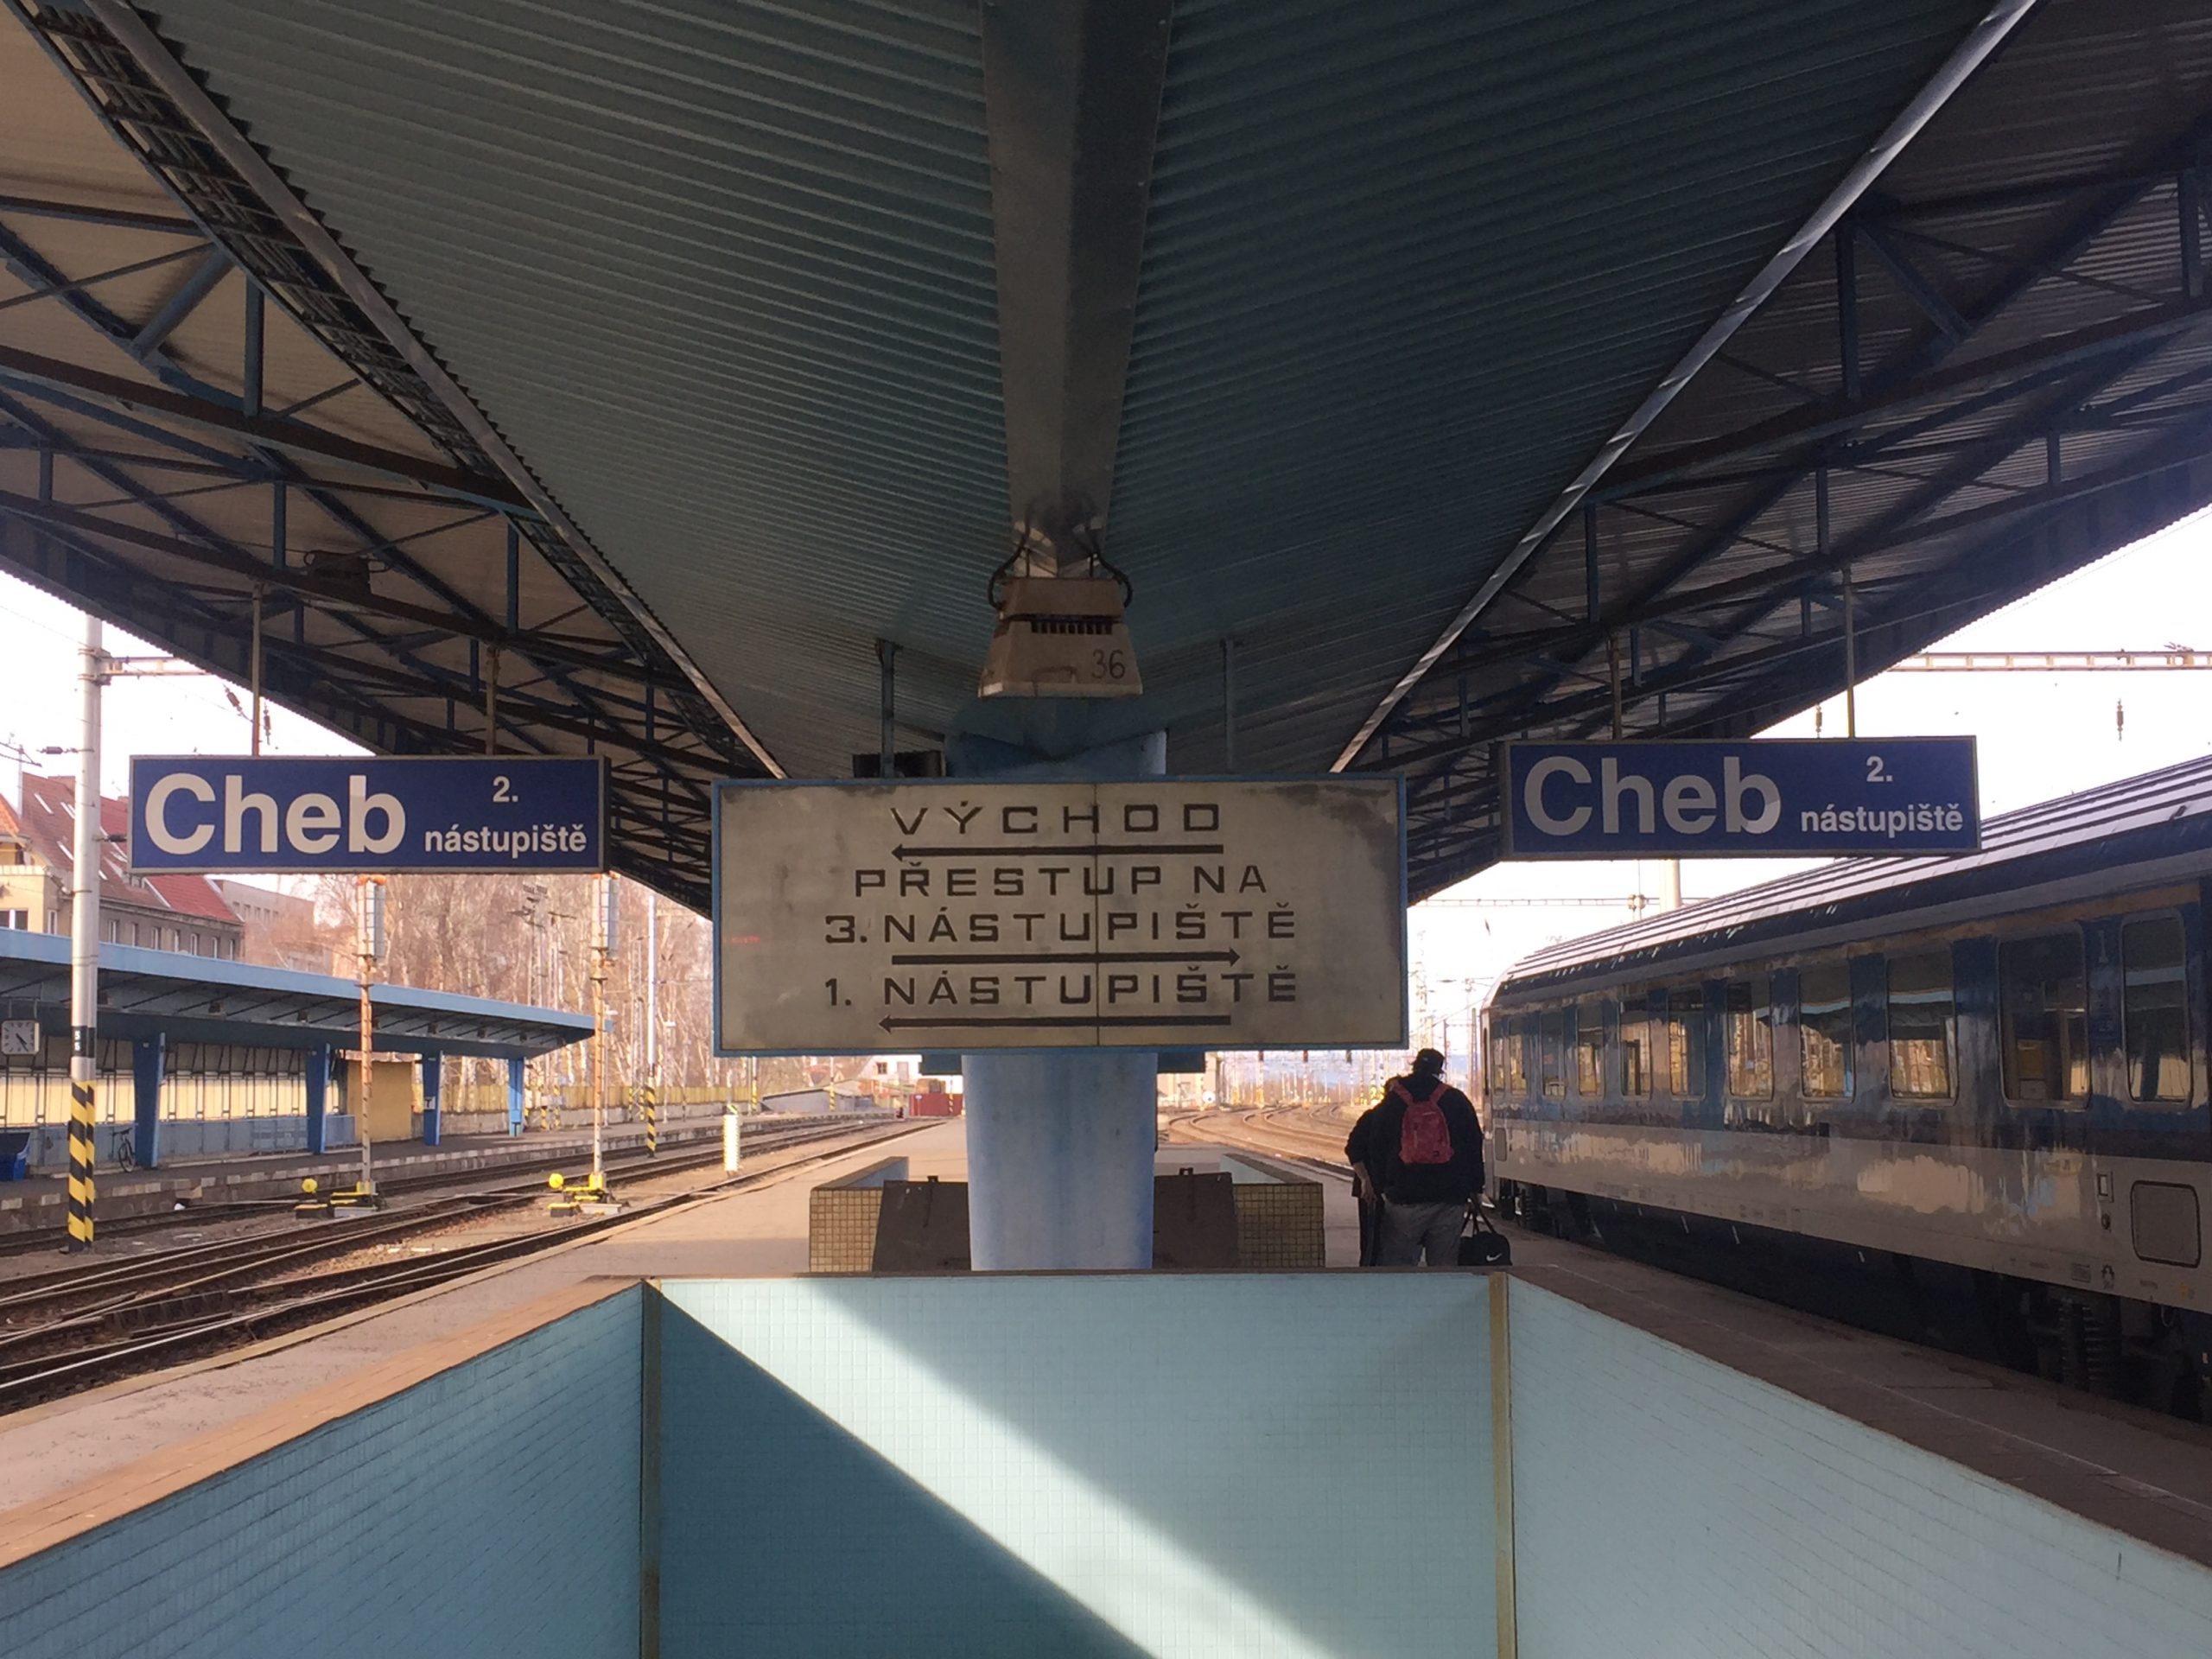 36
Cheb 2. nástupiště
VÝCHOD
PŘESTUP NA
3. NÁSTUPIŠTĚ
1. NÁSTUPIŠTĚ
Cheb 2. nástupiště